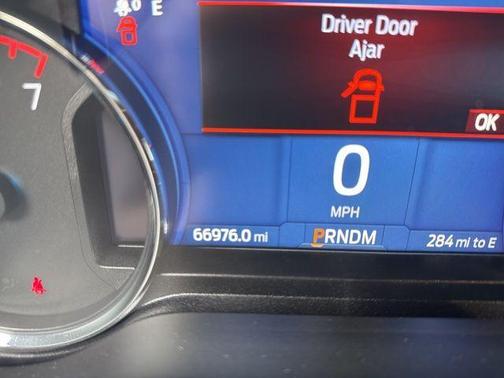 E
Driver Door
Ajar
OK
7
0
MPH
66976.0 mi
PRNDM
284 mi to E